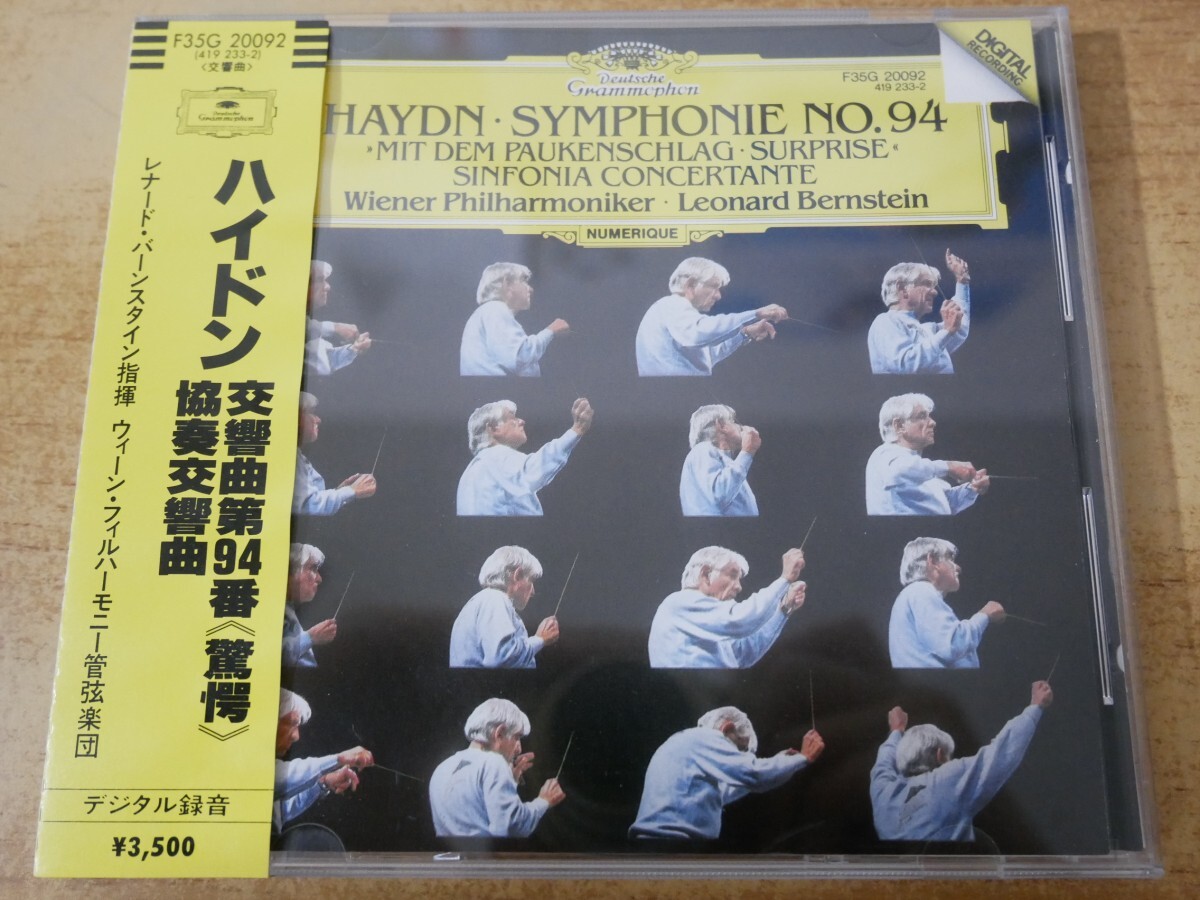 F35G 20092
(419 233-2)
〈交響曲〉
Deutsche
Grammophon
ハイドン
交響曲第94番《驚愕》
協奏交響曲
レナード・バーンスタイン指揮 ウィーン・フィルハーモニー管弦楽団
デジタル録音
¥3,500
Deutsche
Grammophon
F35G 20092
419 233-2
DIGITAL
RECORDING
HAYDN · SYMPHONIE NO. 94
»MIT DEM PAUKENSCHLAG · SURPRISE«
SINFONIA CONCERTANTE
Wiener Philharmoniker · Leonard Bernstein
NUMERIQUE